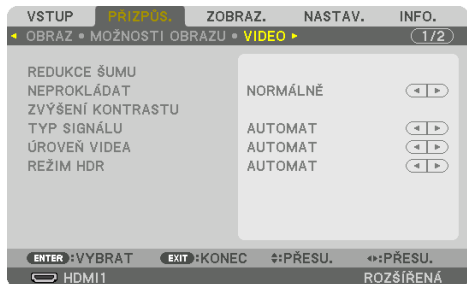 VSTUP PŘIZPŮS. ZOBRAZ. NASTAV. INFO.
◂ OBRAZ • MOŽNOSTI OBRAZU • VIDEO ▸ 1/2
REDUKCE ŠUMU
NEPROKLÁDAT NORMÁLNĚ
ZVÝŠENÍ KONTRASTU
TYP SIGNÁLU AUTOMAT
ÚROVEŇ VIDEA AUTOMAT
REŽIM HDR AUTOMAT
ENTER :VYBRAT EXIT :KONEC :PŘESU. :PŘESU.
HDMI1 ROZŠÍŘENÁ